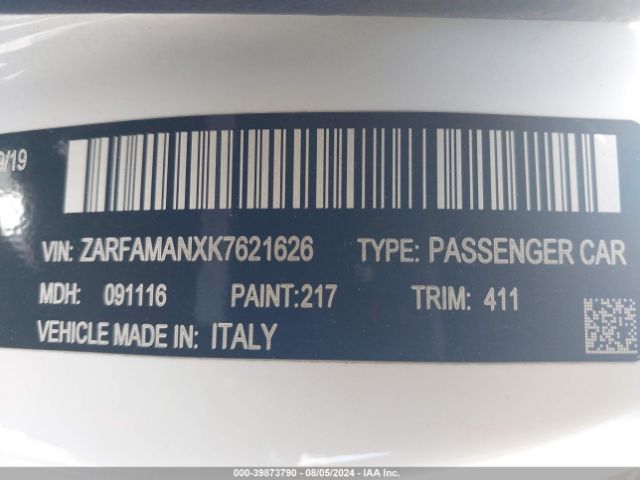 9/19
VIN: ZARFAMANXK7621626 TYPE: PASSENGER CAR
MDH: 091116 PAINT:217 TRIM: 411
VEHICLE MADE IN: ITALY
000-39873790 - 08/05/2024 - IAA Inc.